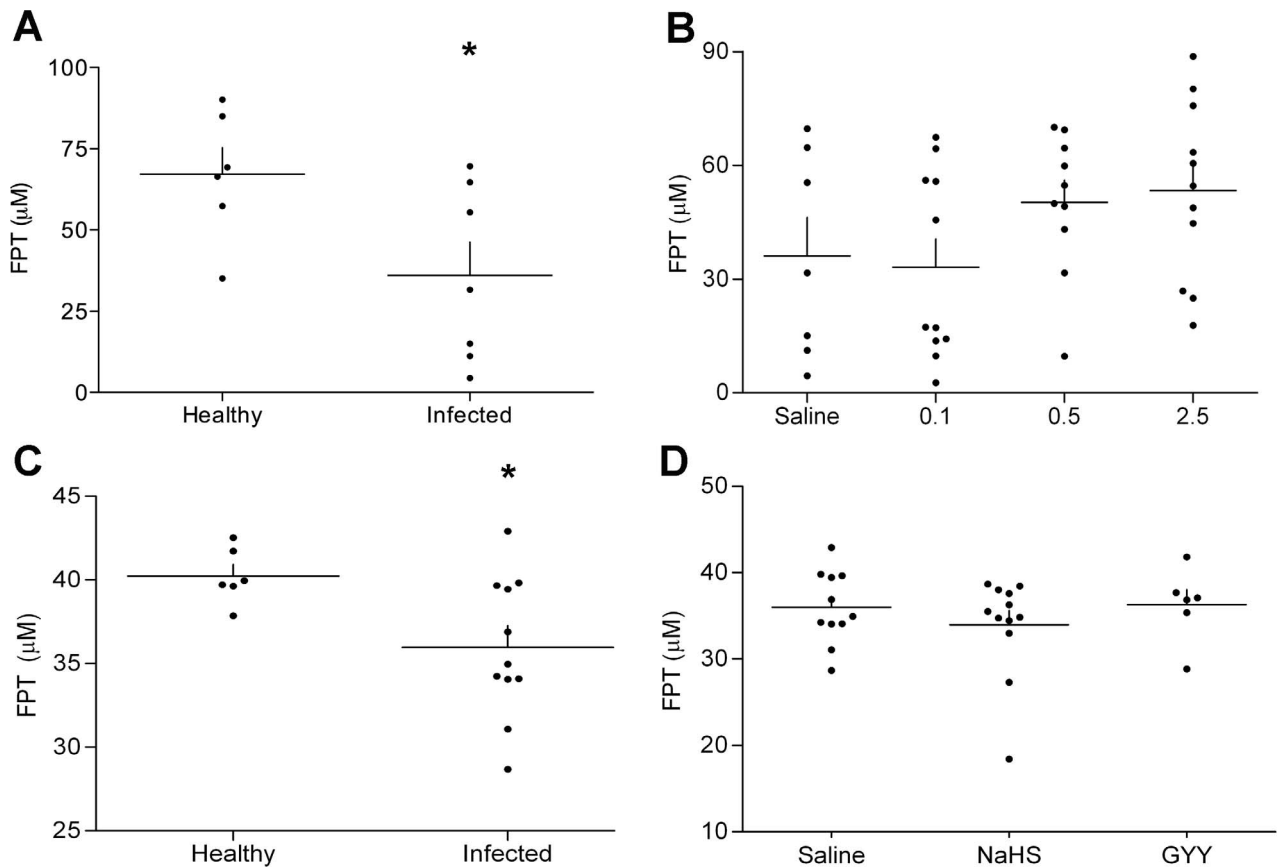 A
*
100
75
50
25
0
FPT (μM)
Healthy Infected
B
90
60
30
0
FPT (μM)
Saline 0.1 0.5 2.5
C
*
45
40
35
30
25
FPT (μM)
Healthy Infected
D
50
40
30
20
10
FPT (μM)
Saline NaHS GYY